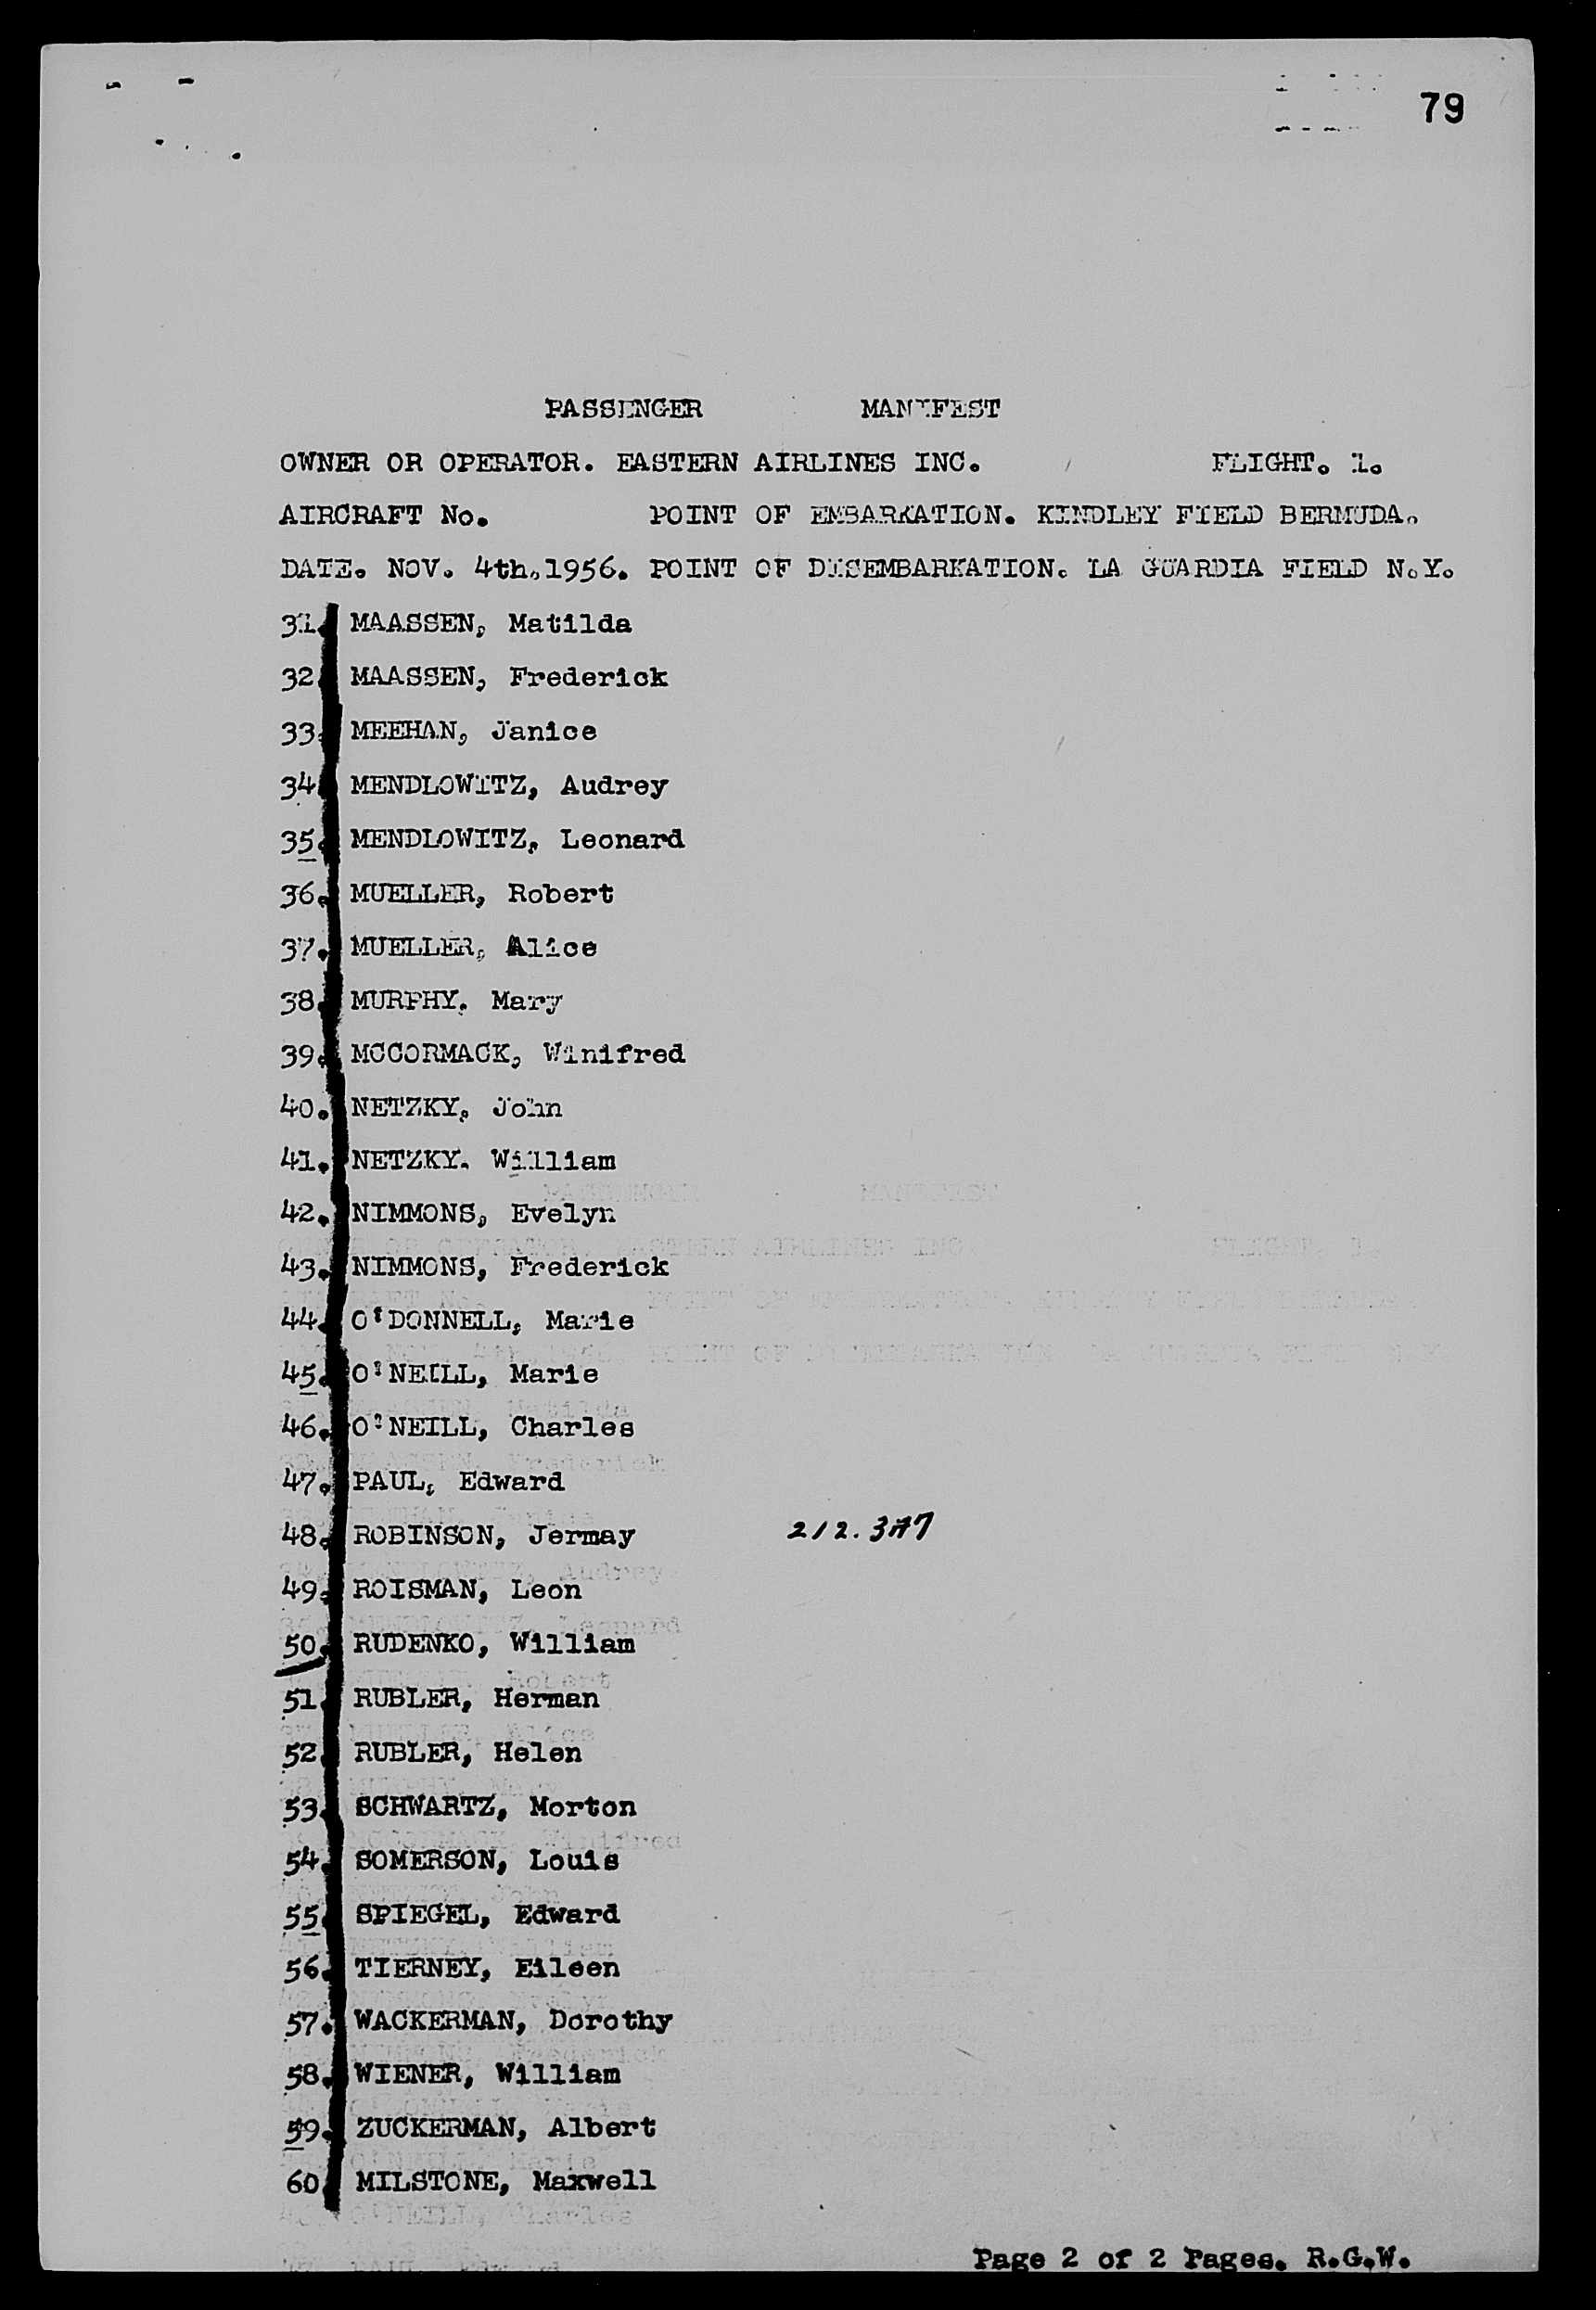 79
PASSENGER MANIFEST
OWNER OR OPERATOR. EASTERN AIRLINES INC. FLIGHT. 1.
AIRCRAFT No. POINT OF EMBARKATION. KINDLEY FIELD BERMUDA.
DATE. NOV. 4th.1956. POINT OF DISEMBARKATION. LA GUARDIA FIELD N.Y.
31. MAASSEN, Matilda
32. MAASSEN, Frederick
33. MEEHAN, Janice
34. MENDLOWITZ, Audrey
35. MENDLOWITZ, Leonard
36. MUELLER, Robert
37. MUELLER, Alice
38. MURPHY, Mary
39. MCCORMACK, Winifred
40. NETZKY, John
41. NETZKY, William
42. NIMMONS, Evelyn
43. NIMMONS, Frederick
44. O'DONNELL, Marie
45. O'NEILL, Marie
46. O'NEILL, Charles
47. PAUL, Edward
48. ROBINSON, Jermay 212.
49. ROISMAN, Leon
50. RUDENKO, William
51. RUBLER, Herman
52. RUBLER, Helen
53. SCHWARTZ, Morton
54. SOMERSON, Louis
55. SPIEGEL, Edward
56. TIERNEY, Eileen
57. WACKERMAN, Dorothy
58. WIENER, William
59. ZUCKERMAN, Albert
60. MILSTONE, Maxwell
Page 2 of 2 Pages. R.G.W.